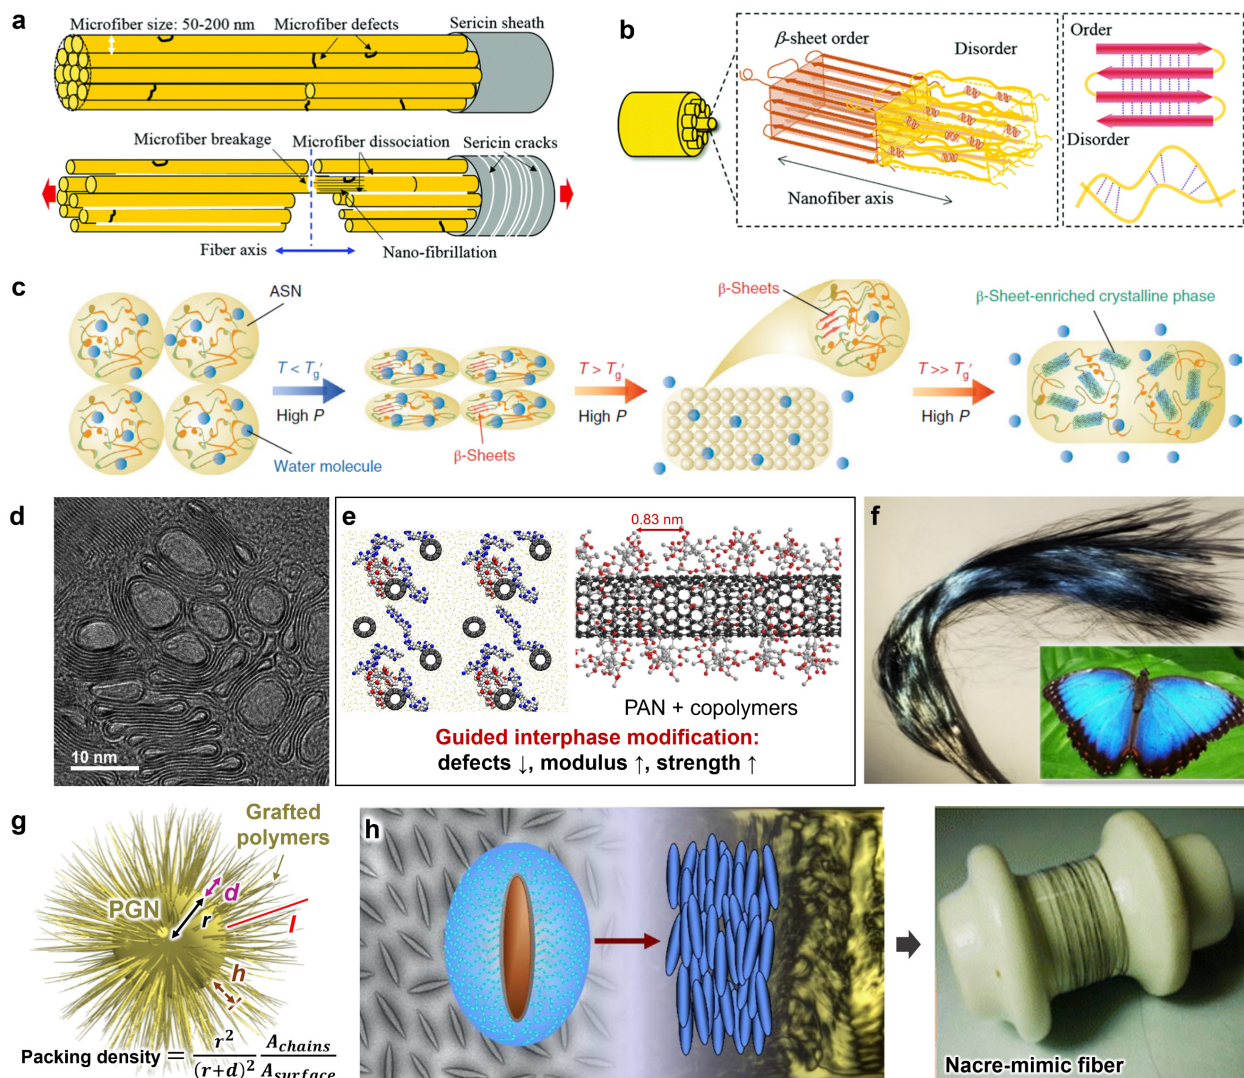 a
Microfiber size: 50-200 nm
Microfiber defects
Sericin sheath
Microfiber breakage
Microfiber dissociation
Sericin cracks
Fiber axis
Nano-fibrillation
b
β-sheet order
Disorder
Nanofiber axis
Order
Disorder
c
ASN
Water molecule
T < Tg′
High P
β-Sheets
T > Tg′
High P
β-Sheets
T >> Tg′
High P
β-Sheet-enriched crystalline phase
d
10 nm
e
0.83 nm
PAN + copolymers
Guided interphase modification:
defects ↓, modulus ↑, strength ↑
f
g
Grafted
polymers
PGN
d
r
l
h
Packing density = r² / (r+d)² A_chains / A_surface
h
Nacre-mimic fiber